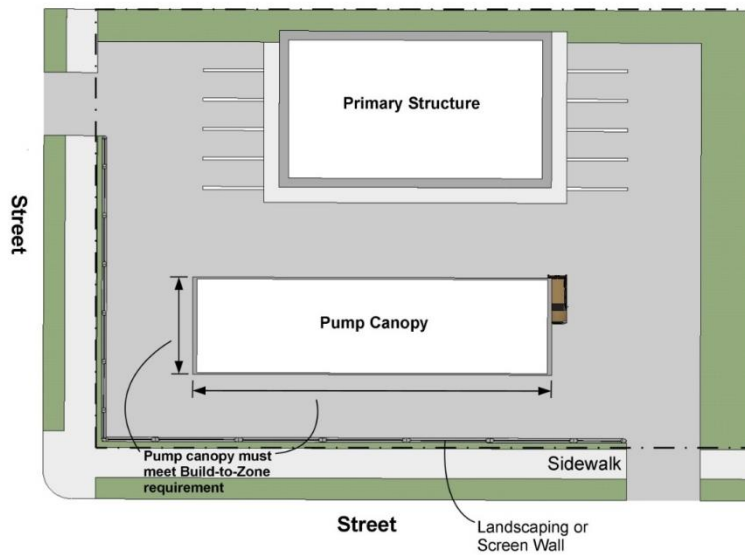 Primary Structure
Street
Pump Canopy
Pump canopy must
meet Build-to-Zone
requirement
Sidewalk
Street
Landscaping or
Screen Wall